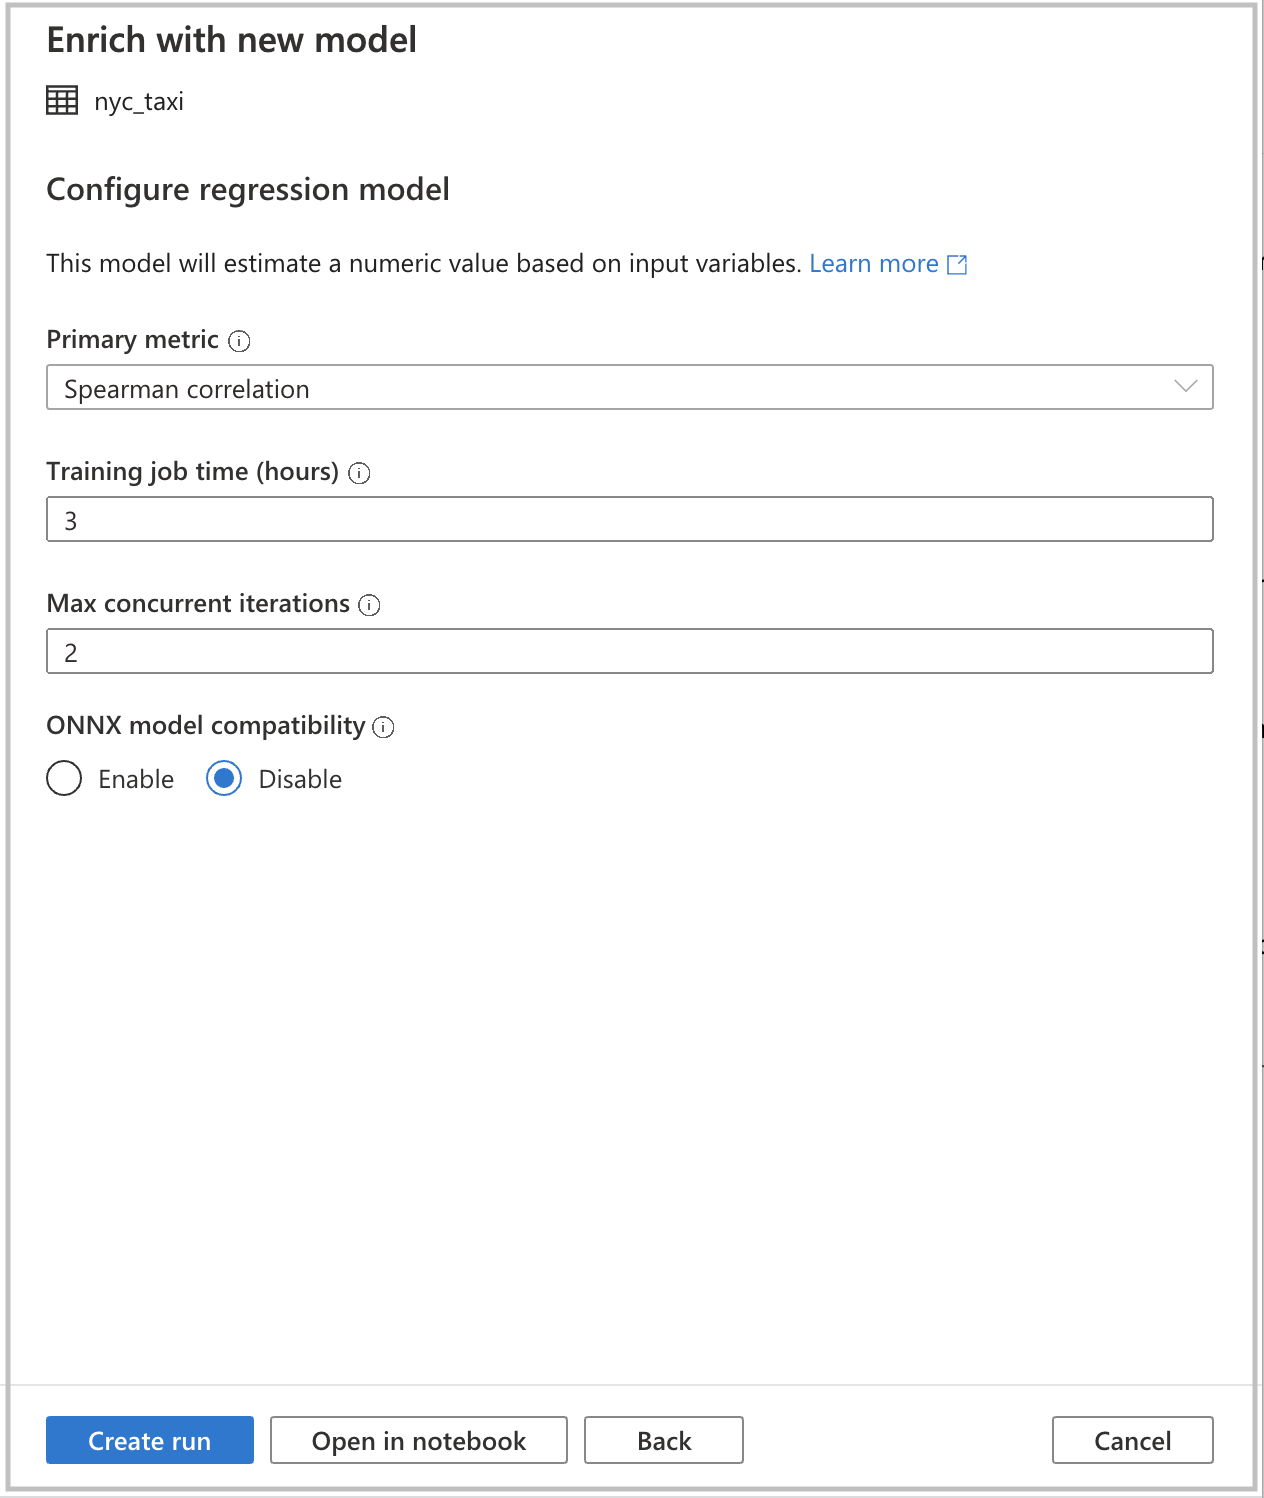 Enrich with new model
nyc_taxi
Configure regression model
This model will estimate a numeric value based on input variables. Learn more
Primary metric
Spearman correlation
Training job time (hours)
3
Max concurrent iterations
2
ONNX model compatibility
Enable Disable
Create run Open in notebook Back Cancel